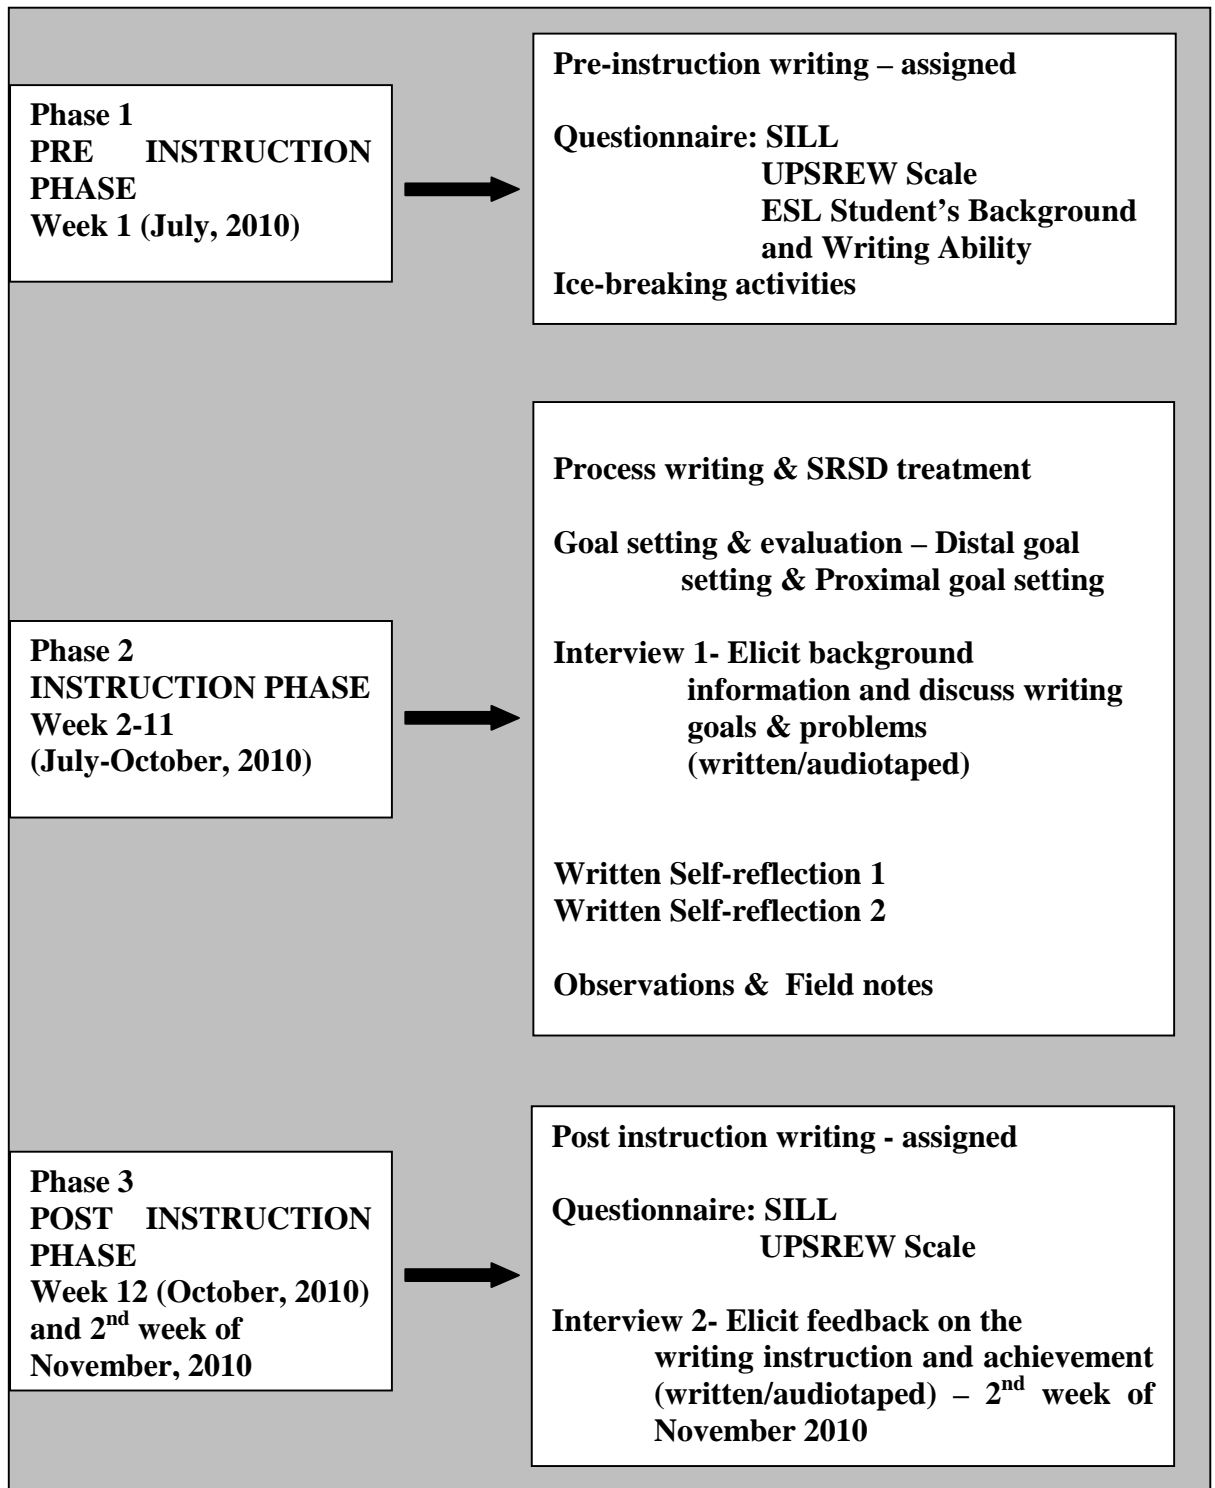 Phase 1
PRE INSTRUCTION
PHASE
Week 1 (July, 2010)
Pre-instruction writing – assigned
Questionnaire: SILL
UPSREW Scale
ESL Student’s Background
and Writing Ability
Ice-breaking activities
Phase 2
INSTRUCTION PHASE
Week 2-11
(July-October, 2010)
Process writing & SRSD treatment
Goal setting & evaluation – Distal goal
setting & Proximal goal setting
Interview 1- Elicit background
information and discuss writing
goals & problems
(written/audiotaped)
Written Self-reflection 1
Written Self-reflection 2
Observations & Field notes
Phase 3
POST INSTRUCTION
PHASE
Week 12 (October, 2010)
and 2nd week of
November, 2010
Post instruction writing - assigned
Questionnaire: SILL
UPSREW Scale
Interview 2- Elicit feedback on the
writing instruction and achievement
(written/audiotaped) – 2nd week of
November 2010